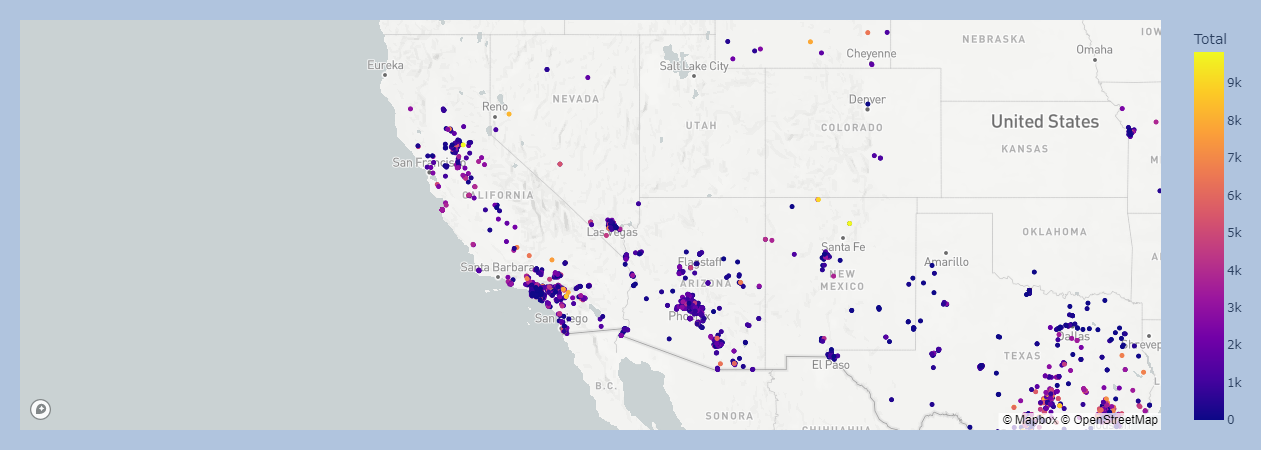 Total
9k
8k
7k
6k
5k
4k
3k
2k
1k
0
Eureka
Reno
NEVADA
Salt Lake City
UTAH
Cheyenne
Denver
COLORADO
NEBRASKA
Omaha
IOW
United States
KANSAS
M
San Francisco
CALIFORNIA
Las Vegas
Santa Barbara
San Diego
Flagstaff
ARIZONA
Phoenix
Santa Fe
NEW
MEXICO
Amarillo
OKLAHOMA
El Paso
TEXAS
Dallas
Shrevep
B.C.
SONORA
CHIHUAHUA
© Mapbox © OpenStreetMap